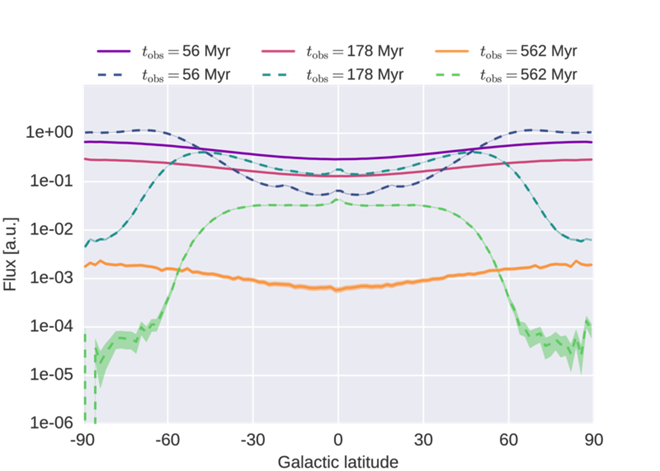 t_obs = 56 Myr t_obs = 178 Myr t_obs = 562 Myr
t_obs = 56 Myr t_obs = 178 Myr t_obs = 562 Myr
1e+00
1e-01
1e-02
1e-03
1e-04
1e-05
1e-06
Flux [a.u.]
-90 -60 -30 0 30 60 90
Galactic latitude